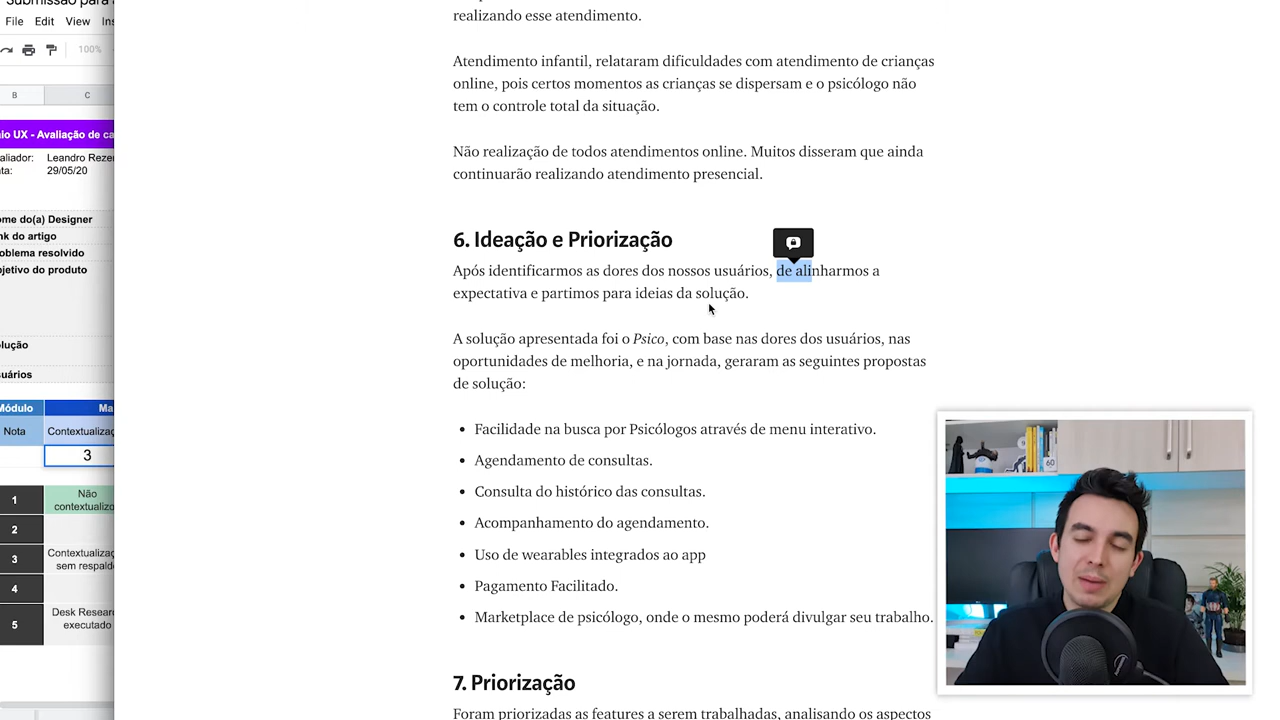 Submissão para a
File Edit View Ins
100%
B C
io UX - Avaliação de ca
aliador: Leandro Rezer
ta: 29/05/20
ome do(a) Designer
nk do artigo
oblema resolvido
bjetivo do produto
olução
uários
Módulo Ma
Nota Contextualizaç
3
1 Não
contextualizo
2
3 Contextualizaçã
sem respald
4
5 Desk Resear
executado
realizando esse atendimento.
Atendimento infantil, relataram dificuldades com atendimento de crianças
online, pois certos momentos as crianças se dispersam e o psicólogo não
tem o controle total da situação.
Não realização de todos atendimentos online. Muitos disseram que ainda
continuarão realizando atendimento presencial.
6. Ideação e Priorização
Após identificarmos as dores dos nossos usuários, de alinharmos a
expectativa e partimos para ideias da solução.
A solução apresentada foi o Psico, com base nas dores dos usuários, nas
oportunidades de melhoria, e na jornada, geraram as seguintes propostas
de solução:
• Facilidade na busca por Psicólogos através de menu interativo.
• Agendamento de consultas.
• Consulta do histórico das consultas.
• Acompanhamento do agendamento.
• Uso de wearables integrados ao app
• Pagamento Facilitado.
• Marketplace de psicólogo, onde o mesmo poderá divulgar seu trabalho.
7. Priorização
Foram priorizadas as features a serem trabalhadas, analisando os aspectos